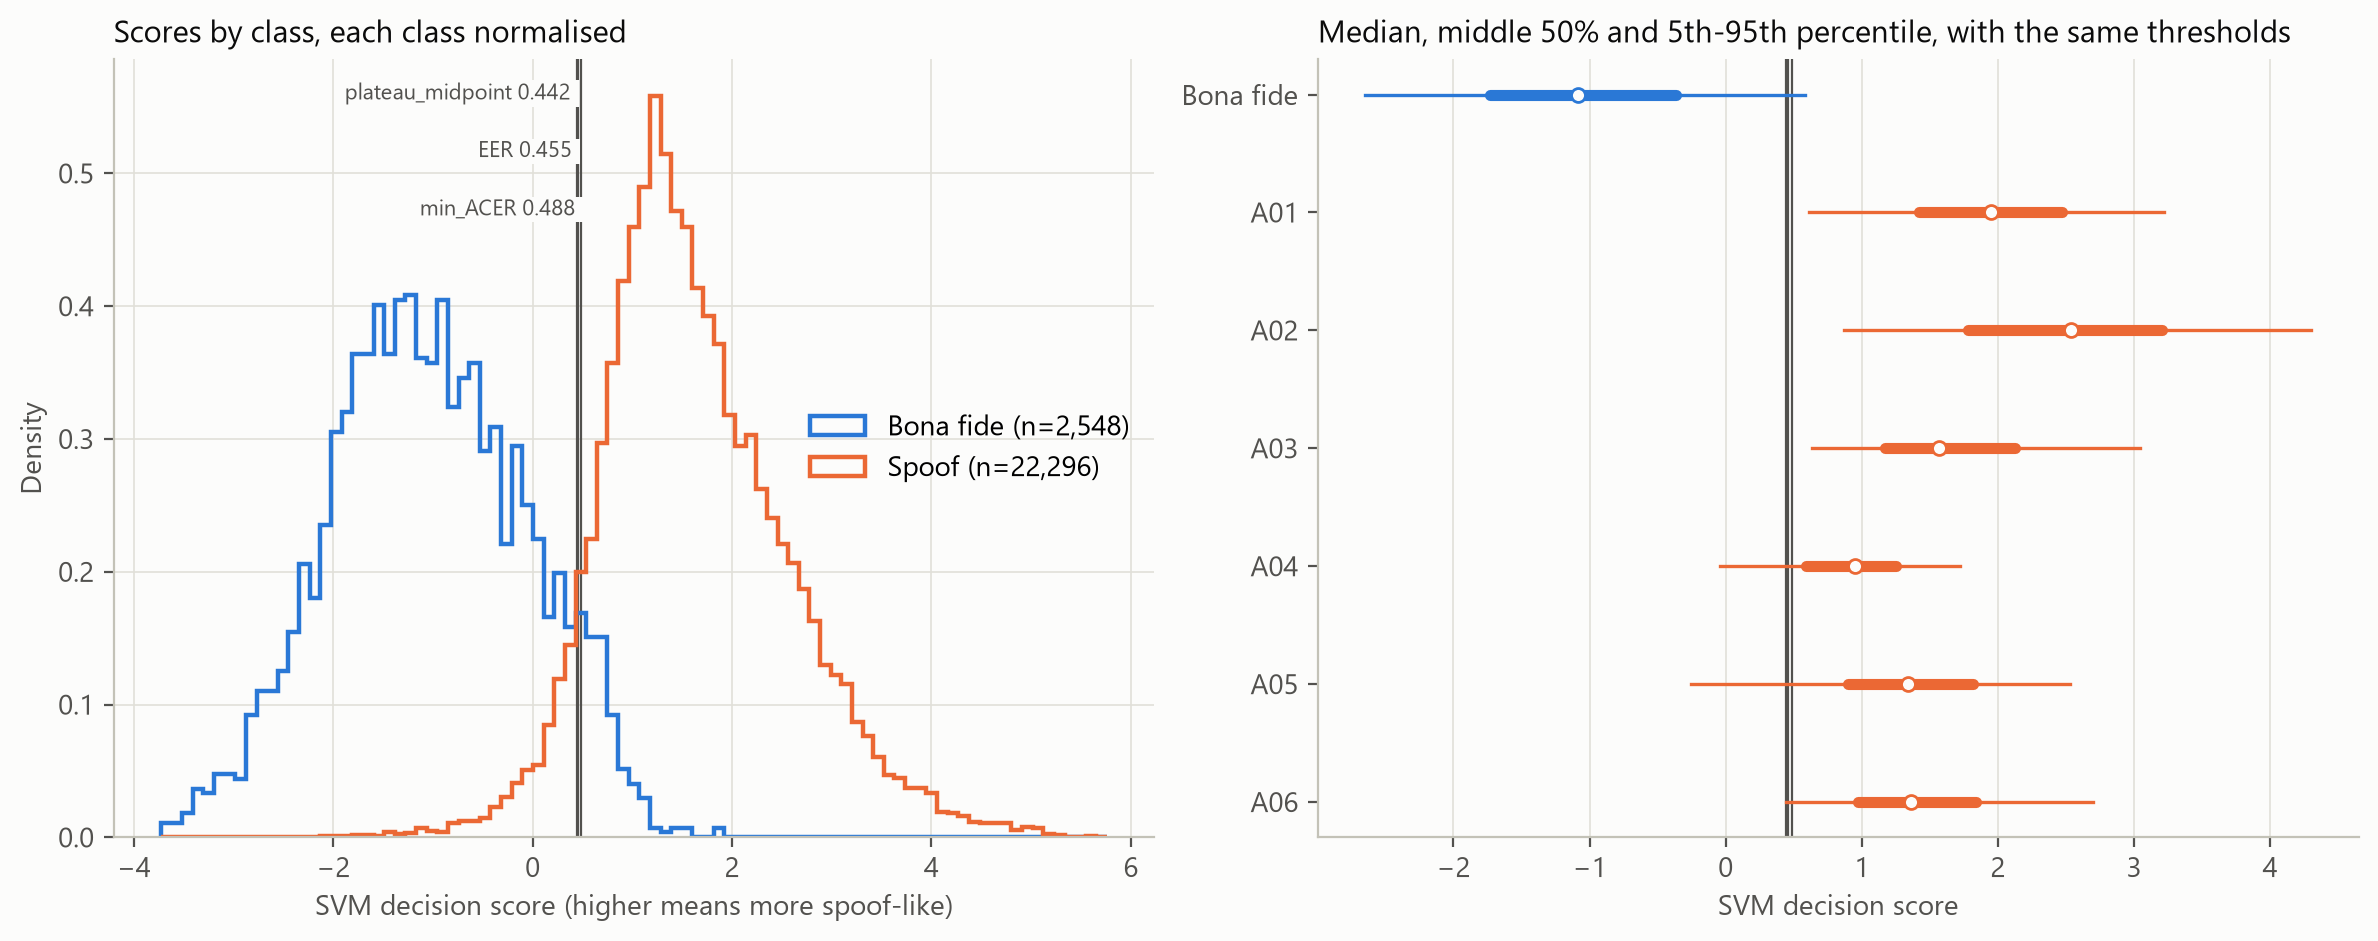 Scores by class, each class normalised
plateau_midpoint 0.442
EER 0.455
min_ACER 0.488
Density
0.5
0.4
0.3
0.2
0.1
0.0
Bona fide (n=2,548)
Spoof (n=22,296)
−4 −2 0 2 4 6
SVM decision score (higher means more spoof-like)
Median, middle 50% and 5th-95th percentile, with the same thresholds
Bona fide
A01
A02
A03
A04
A05
A06
−2 −1 0 1 2 3 4
SVM decision score